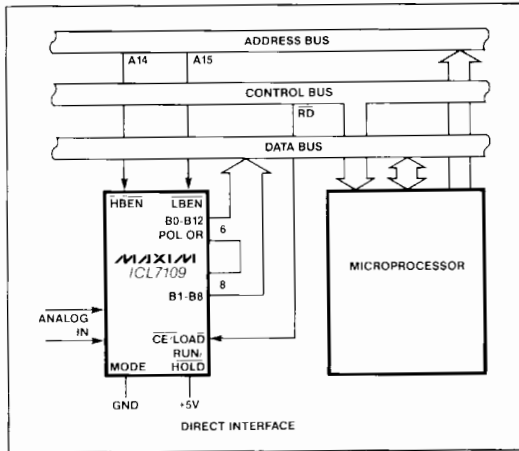 ADDRESS BUS
A14 A15
CONTROL BUS
RD
DATA BUS
HBEN LBEN
B0-B12
POL OR 6
MAXIM
ICL7109
8
B1-B8
MICROPROCESSOR
ANALOG
IN
CE/LOAD
RUN/
MODE HOLD
GND +5V
DIRECT INTERFACE